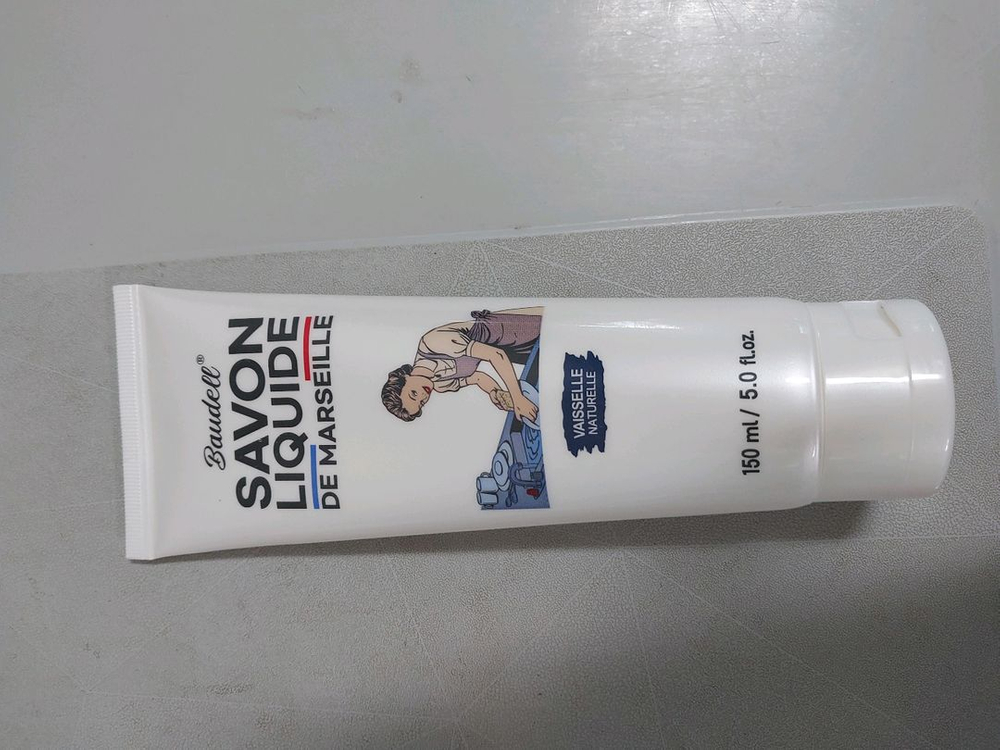 Baudell®
SAVON
LIQUIDE
DE MARSEILLE
VAISSELLE
NATURELLE
150 ml / 5.0 fl.oz.